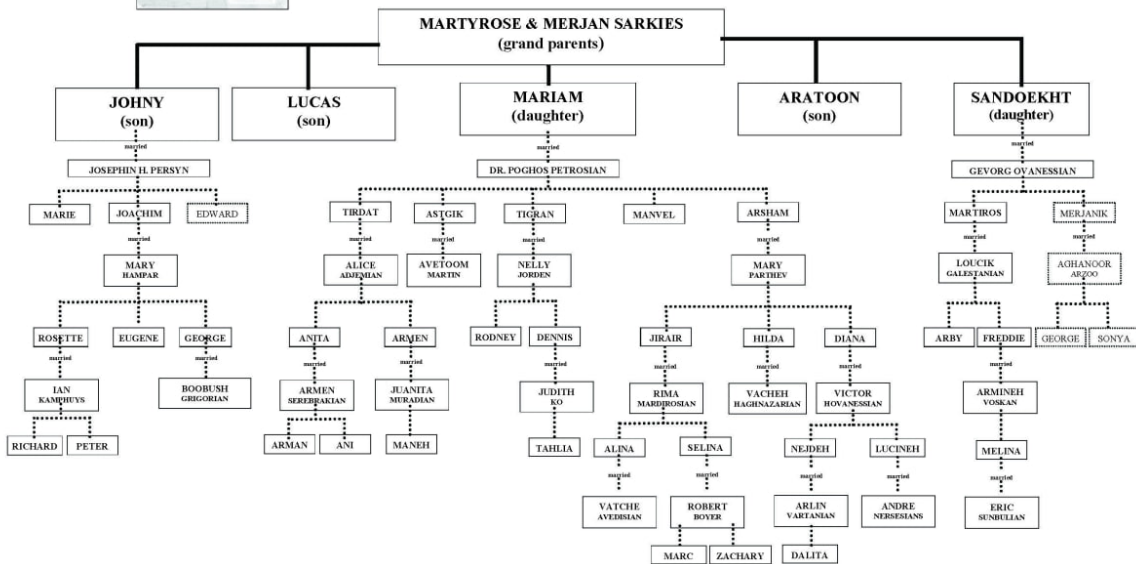 MARTYROSE & MERJAN SARKIES
(grand parents)
JOHNY
(son)
LUCAS
(son)
MARIAM
(daughter)
ARATOON
(son)
SANDOEKHT
(daughter)
married
married
married
JOSEPHIN H. PERSYN
DR. POGHOS PETROSIAN
GEVORG OVANESSIAN
MARIE
JOACHIM
EDWARD
TIRDAT
ASTGIK
TIGRAN
MANVEL
ARSHAM
MARTIROS
MERJANIK
married
married
married
married
married
married
married
MARY
HAMPAR
ALICE
ADJEMIAN
AVETOOM
MARTIN
NELLY
JORDEN
MARY
PARTHEV
LOUCIK
GALESTANIAN
AGHANOOR
ARZOO
ROSETTE
EUGENE
GEORGE
ANITA
ARMEN
RODNEY
DENNIS
JIRAIR
HILDA
DIANA
ARBY
FREDDIE
GEORGE
SONYA
married
married
married
married
married
married
married
married
married
IAN
KAMPHUYS
BOOBUSH
GRIGORIAN
ARMEN
SEREBRAKIAN
JUANITA
MURADIAN
JUDITH
KO
RIMA
MARDIROSIAN
VACHEH
HAGHNAZARIAN
VICTOR
HOVANESSIAN
ARMINEH
VOSKAN
RICHARD
PETER
ARMAN
ANI
MANEH
TAHLIA
ALINA
SELINA
NEJDEH
LUCINEH
MELINA
married
married
married
married
married
VATCHE
AVEDISIAN
ROBERT
BOYER
ARLIN
VARTANIAN
ANDRE
NERSESIANS
ERIC
SUNBULIAN
MARC
ZACHARY
DALITA